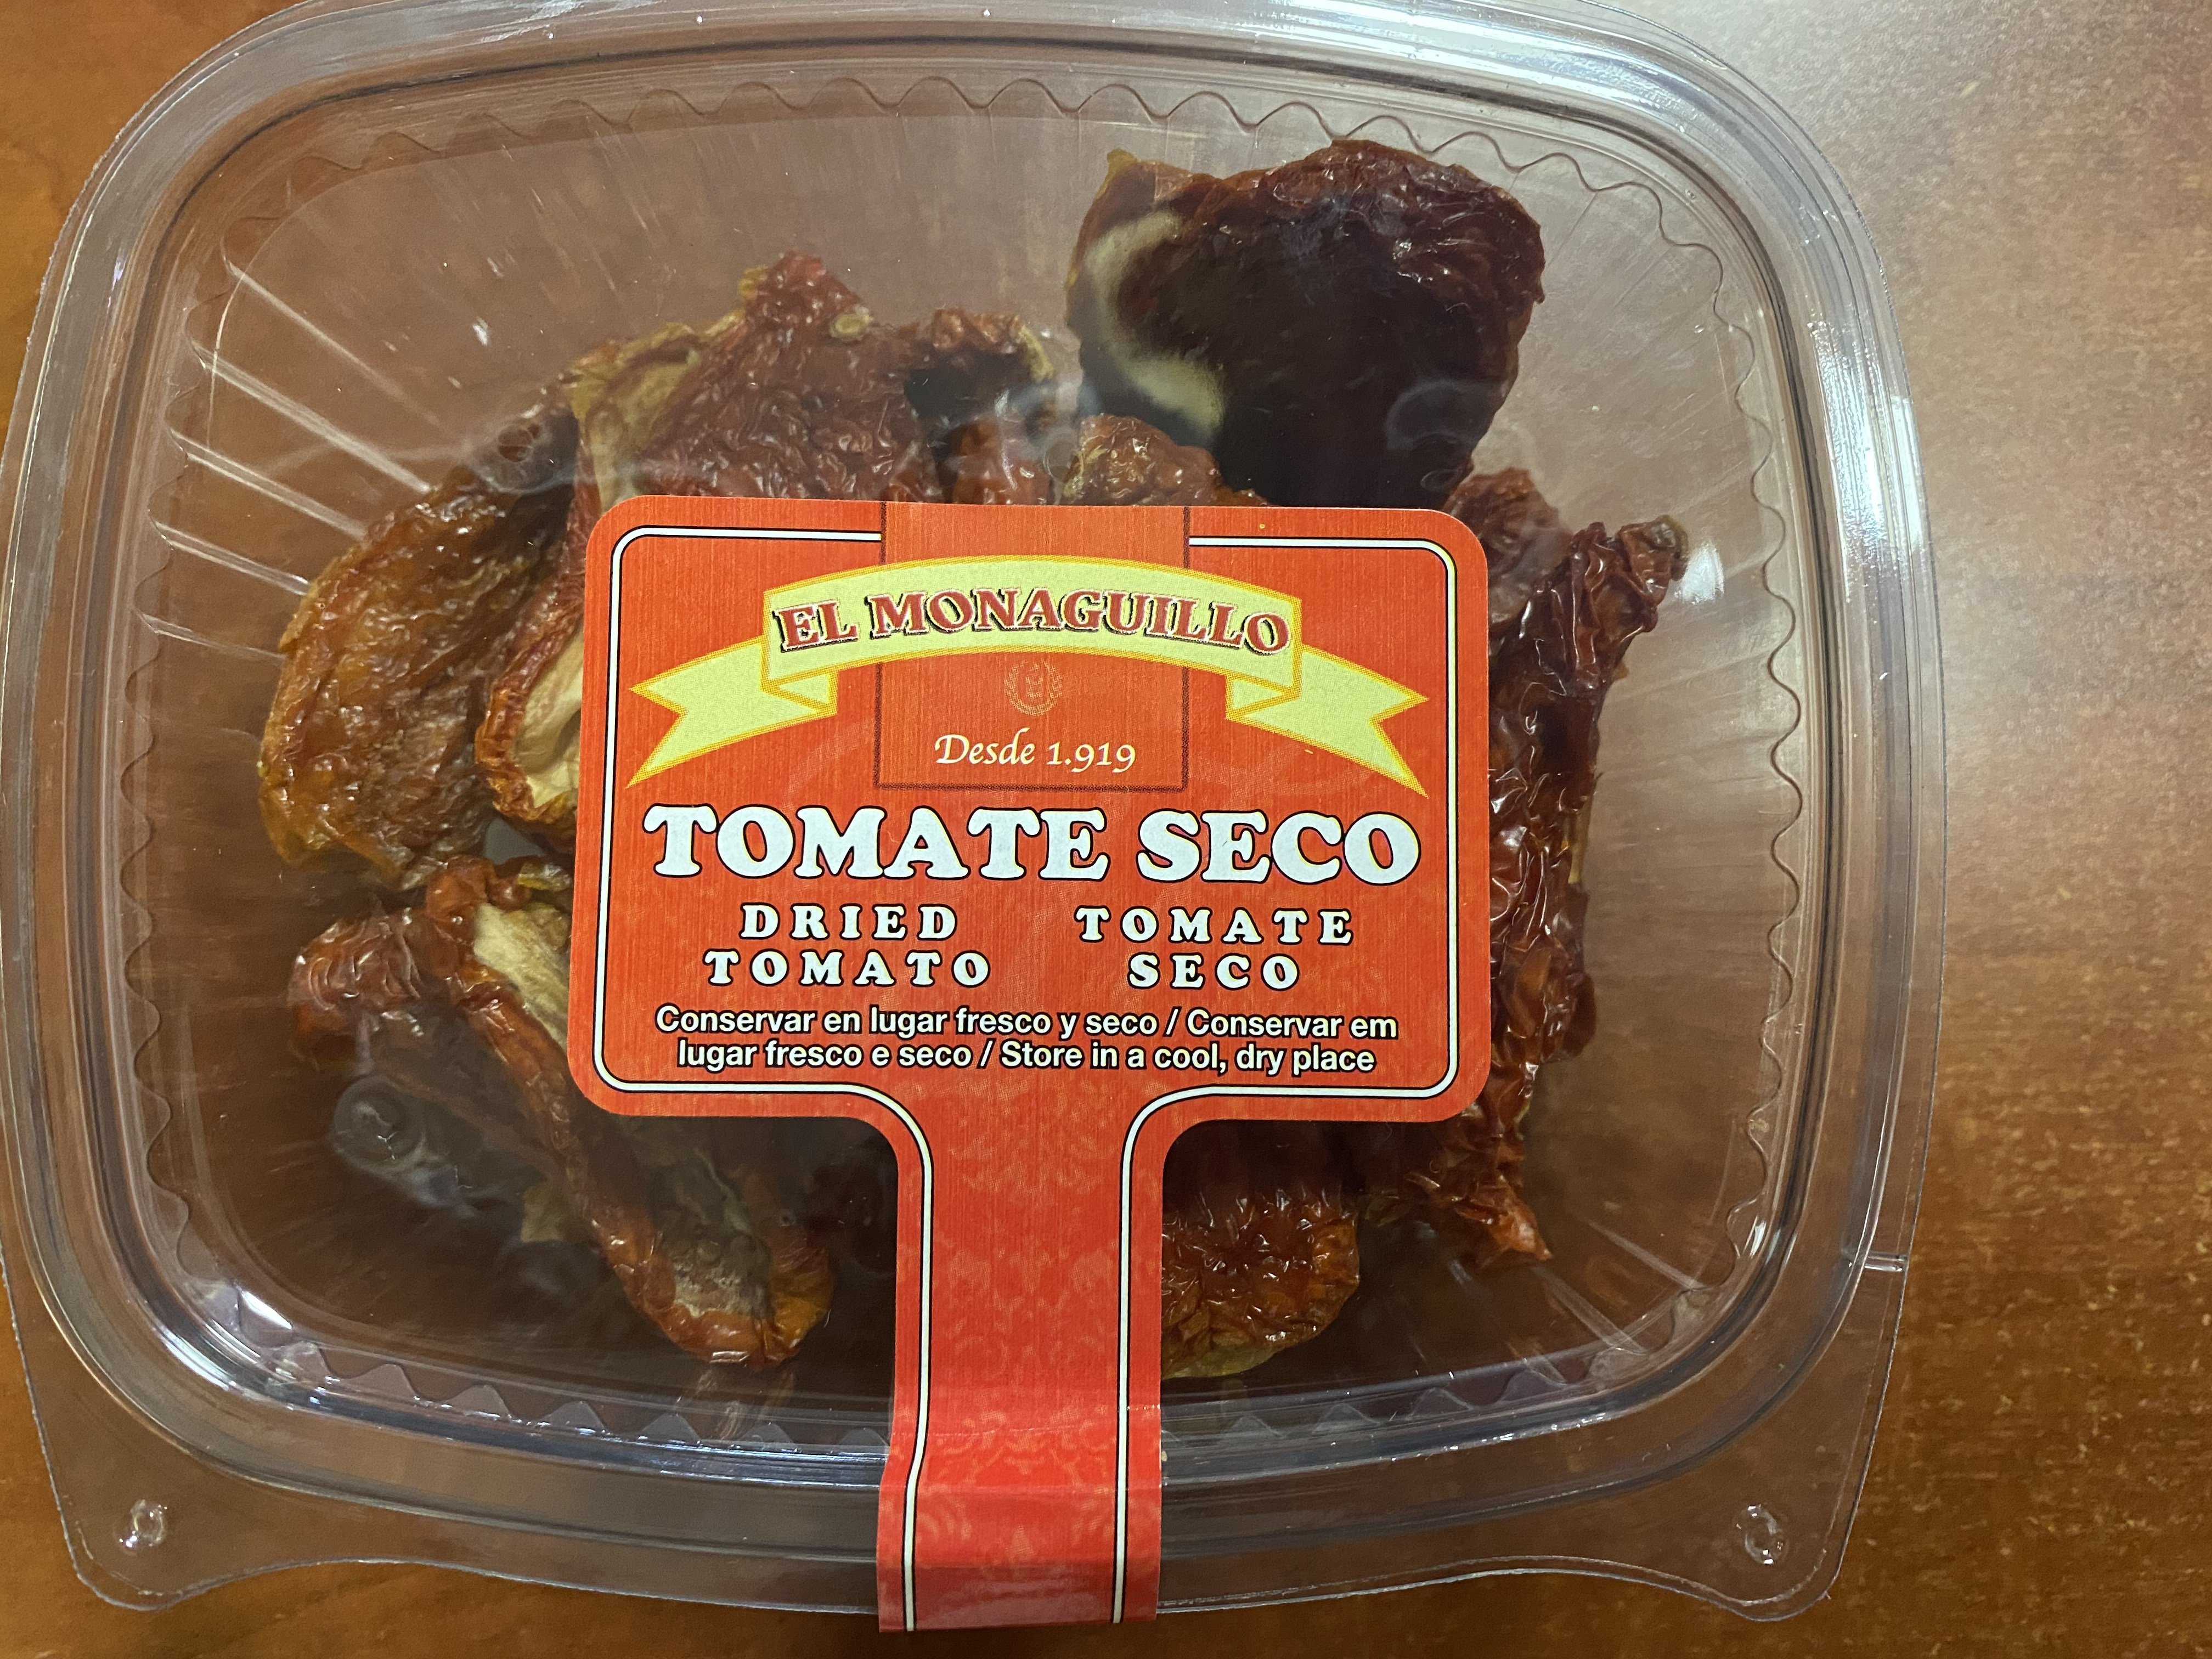 EL MONAGUILLO
Desde 1.919
TOMATE SECO
DRIED
TOMATO
TOMATE
SECO
Conservar en lugar fresco y seco / Conservar em
lugar fresco e seco / Store in a cool, dry place